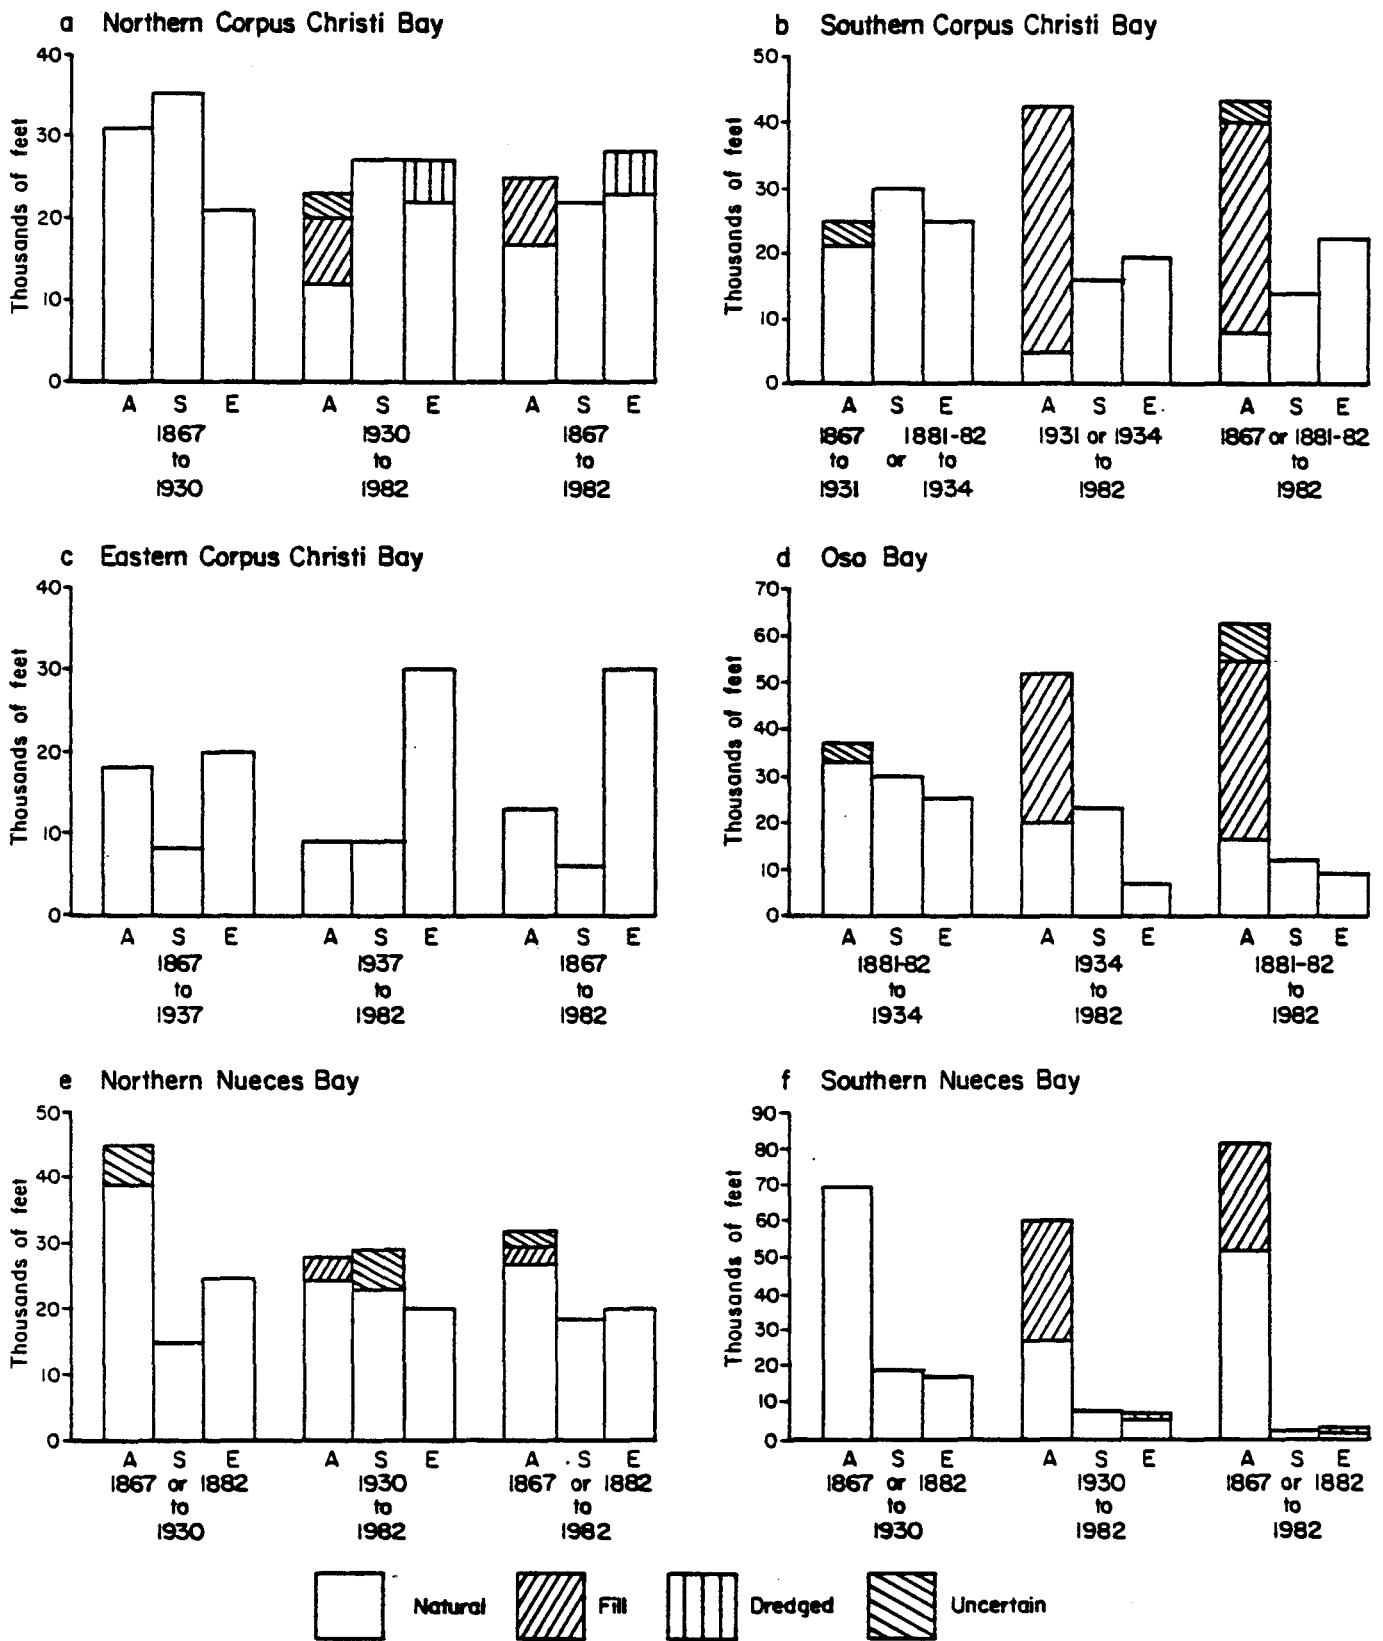 a Northern Corpus Christi Bay
Thousands of feet
40
30
20
10
0
A S E A S E A S E
1867 1930 1867
to to to
1930 1982 1982
b Southern Corpus Christi Bay
Thousands of feet
50
40
30
20
10
0
A S E A S E. A S E
1867 1881-82 1931 or 1934 1867 or 1881-82
to or to to to
1931 1934 1982 1982
c Eastern Corpus Christi Bay
Thousands of feet
40
30
20
10
0
A S E A S E A S E
1867 1937 1867
to to to
1937 1982 1982
d Oso Bay
Thousands of feet
70
60
50
40
30
20
10
0
A S E A S E A S E
1881-82 1934 1881-82
to to to
1934 1982 1982
e Northern Nueces Bay
Thousands of feet
50
40
30
20
10
0
A S E A S E A S E
1867 or 1882 1930 1867 or 1882
to to to
1930 1982 1982
f Southern Nueces Bay
Thousands of feet
90
80
70
60
50
40
30
20
10
0
A S E A S E A S E
1867 or 1882 1930 1867 or 1882
to to to
1930 1982 1982
Natural Fill Dredged Uncertain